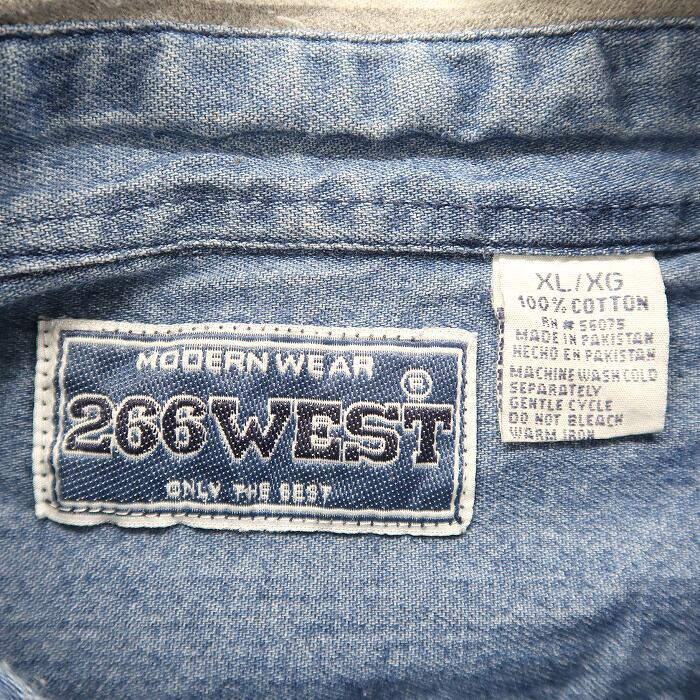 MODERN WEAR
®
266WEST
ONLY THE BEST
XL/XG
100% COTTON
RN # 56075
MADE IN PAKISTAN
HECHO EN PAKISTAN
MACHINE WASH COLD
SEPARATELY
GENTLE CYCLE
DO NOT BLEACH
WARM IRON